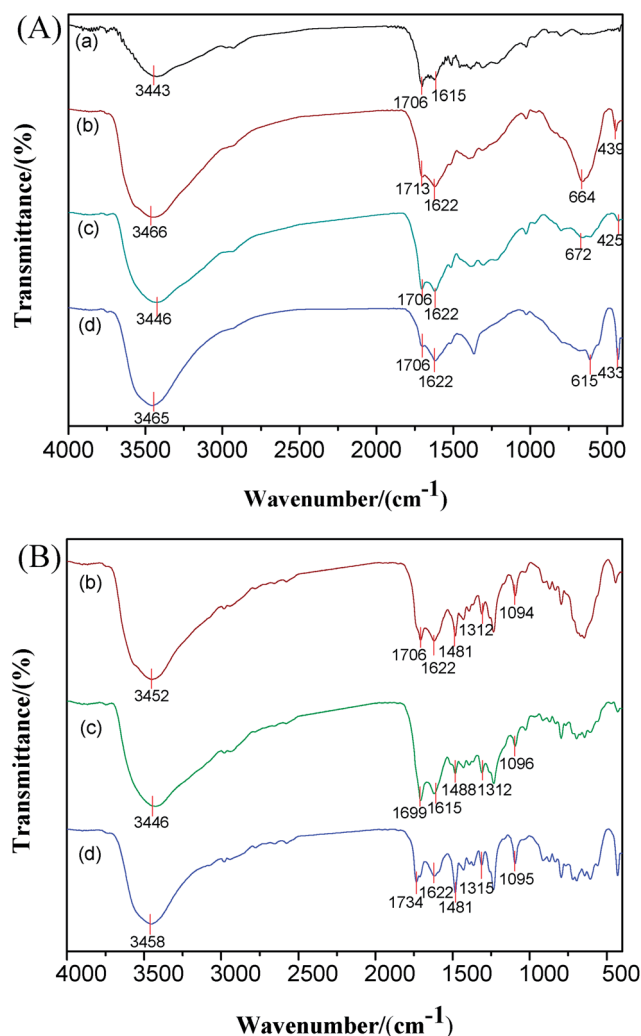 (A)
(a)
3443
1706
1615
(b)
3466
1713
1622
664
439
(c)
3446
1706
1622
672
425
(d)
3465
1706
1622
615
433
Transmittance/(%)
4000 3500 3000 2500 2000 1500 1000 500
Wavenumber/(cm-1)
(B)
(b)
3452
1706
1622
1481
1312
1094
(c)
3446
1699
1615
1488
1312
1096
(d)
3458
1734
1622
1481
1315
1095
Transmittance/(%)
4000 3500 3000 2500 2000 1500 1000 500
Wavenumber/(cm-1)